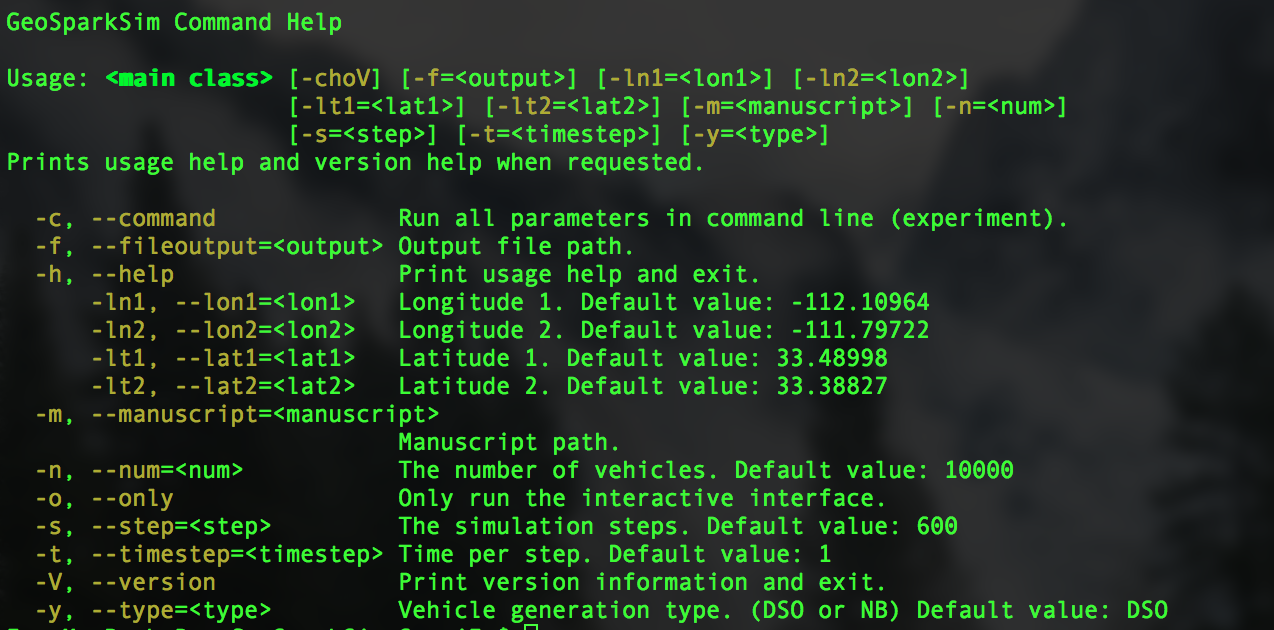 GeoSparkSim Command Help
Usage: <main class> [-choV] [-f=<output>] [-ln1=<lon1>] [-ln2=<lon2>]
[-lt1=<lat1>] [-lt2=<lat2>] [-m=<manuscript>] [-n=<num>]
[-s=<step>] [-t=<timestep>] [-y=<type>]
Prints usage help and version help when requested.
-c, --command Run all parameters in command line (experiment).
-f, --fileoutput=<output> Output file path.
-h, --help Print usage help and exit.
-ln1, --lon1=<lon1> Longitude 1. Default value: -112.10964
-ln2, --lon2=<lon2> Longitude 2. Default value: -111.79722
-lt1, --lat1=<lat1> Latitude 1. Default value: 33.48998
-lt2, --lat2=<lat2> Latitude 2. Default value: 33.38827
-m, --manuscript=<manuscript>
Manuscript path.
-n, --num=<num> The number of vehicles. Default value: 10000
-o, --only Only run the interactive interface.
-s, --step=<step> The simulation steps. Default value: 600
-t, --timestep=<timestep> Time per step. Default value: 1
-V, --version Print version information and exit.
-y, --type=<type> Vehicle generation type. (DSO or NB) Default value: DSO